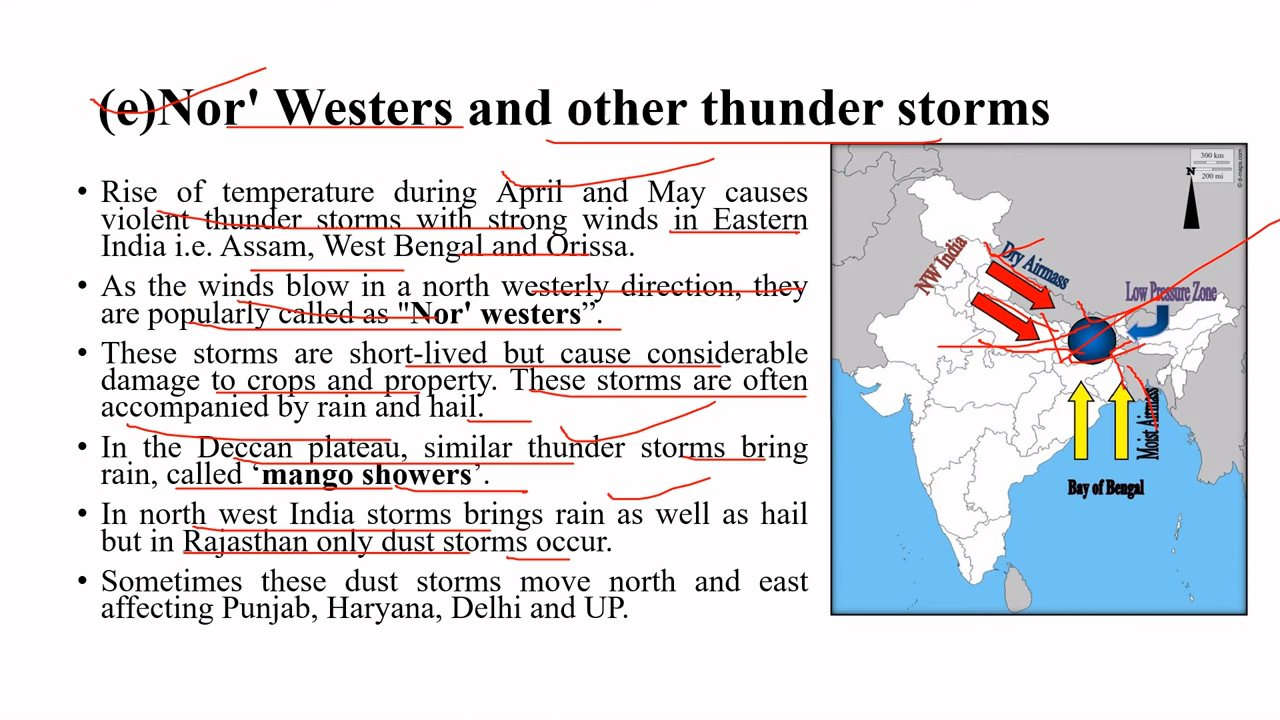 (e)Nor' Westers and other thunder storms
• Rise of temperature during April and May causes
violent thunder storms with strong winds in Eastern
India i.e. Assam, West Bengal and Orissa.
• As the winds blow in a north westerly direction, they
are popularly called as "Nor' westers”.
• These storms are short-lived but cause considerable
damage to crops and property. These storms are often
accompanied by rain and hail.
• In the Deccan plateau, similar thunder storms bring
rain, called ‘mango showers’.
• In north west India storms brings rain as well as hail
but in Rajasthan only dust storms occur.
• Sometimes these dust storms move north and east
affecting Punjab, Haryana, Delhi and UP.
300 km
200 mi
© d-maps.com
N
NW India
Dry Airmass
Low Pressure Zone
Moist Airmass
Bay of Bengal